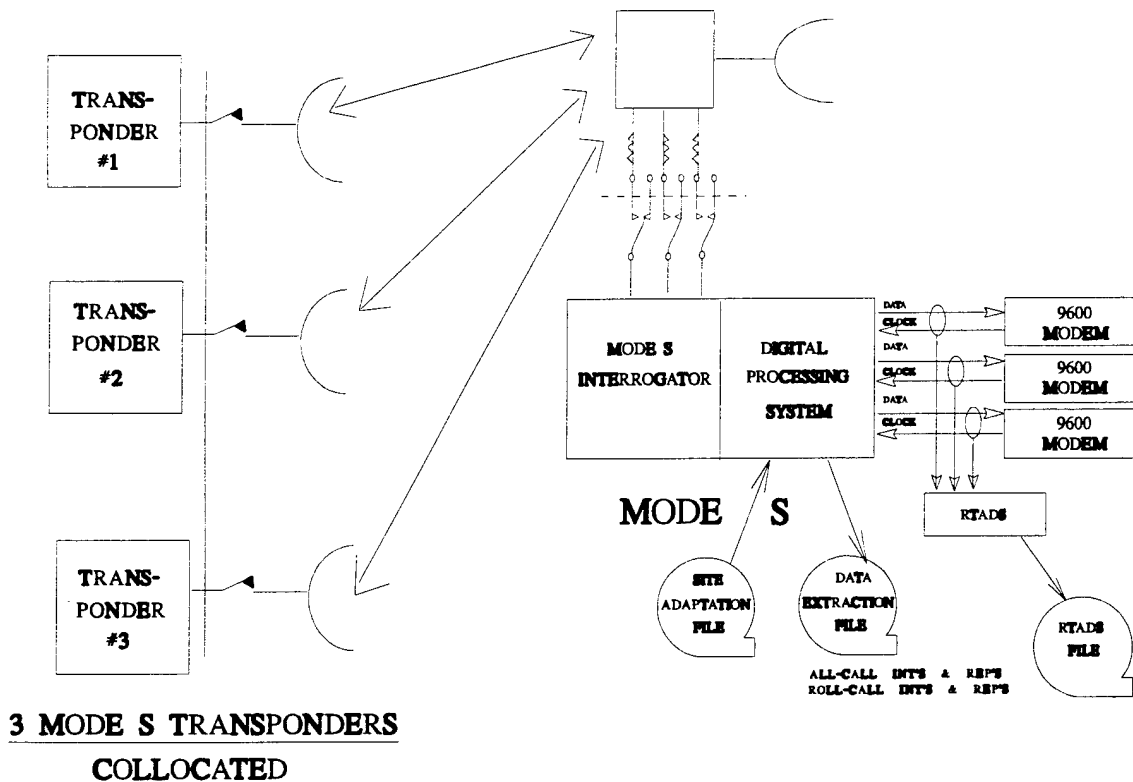 TRANS-
PONDER
#1
TRANS-
PONDER
#2
TRANS-
PONDER
#3
3 MODE S TRANSPONDERS
COLLOCATED
MODE S
INTERROGATOR
DIGITAL
PROCESSING
SYSTEM
DATA
CLOCK
DATA
CLOCK
DATA
CLOCK
9600
MODEM
9600
MODEM
9600
MODEM
MODE S
RTADS
SITE
ADAPTATION
FILE
DATA
EXTRACTION
FILE
RTADS
FILE
ALL-CALL INT'S & REP'S
ROLL-CALL INT'S & REP'S